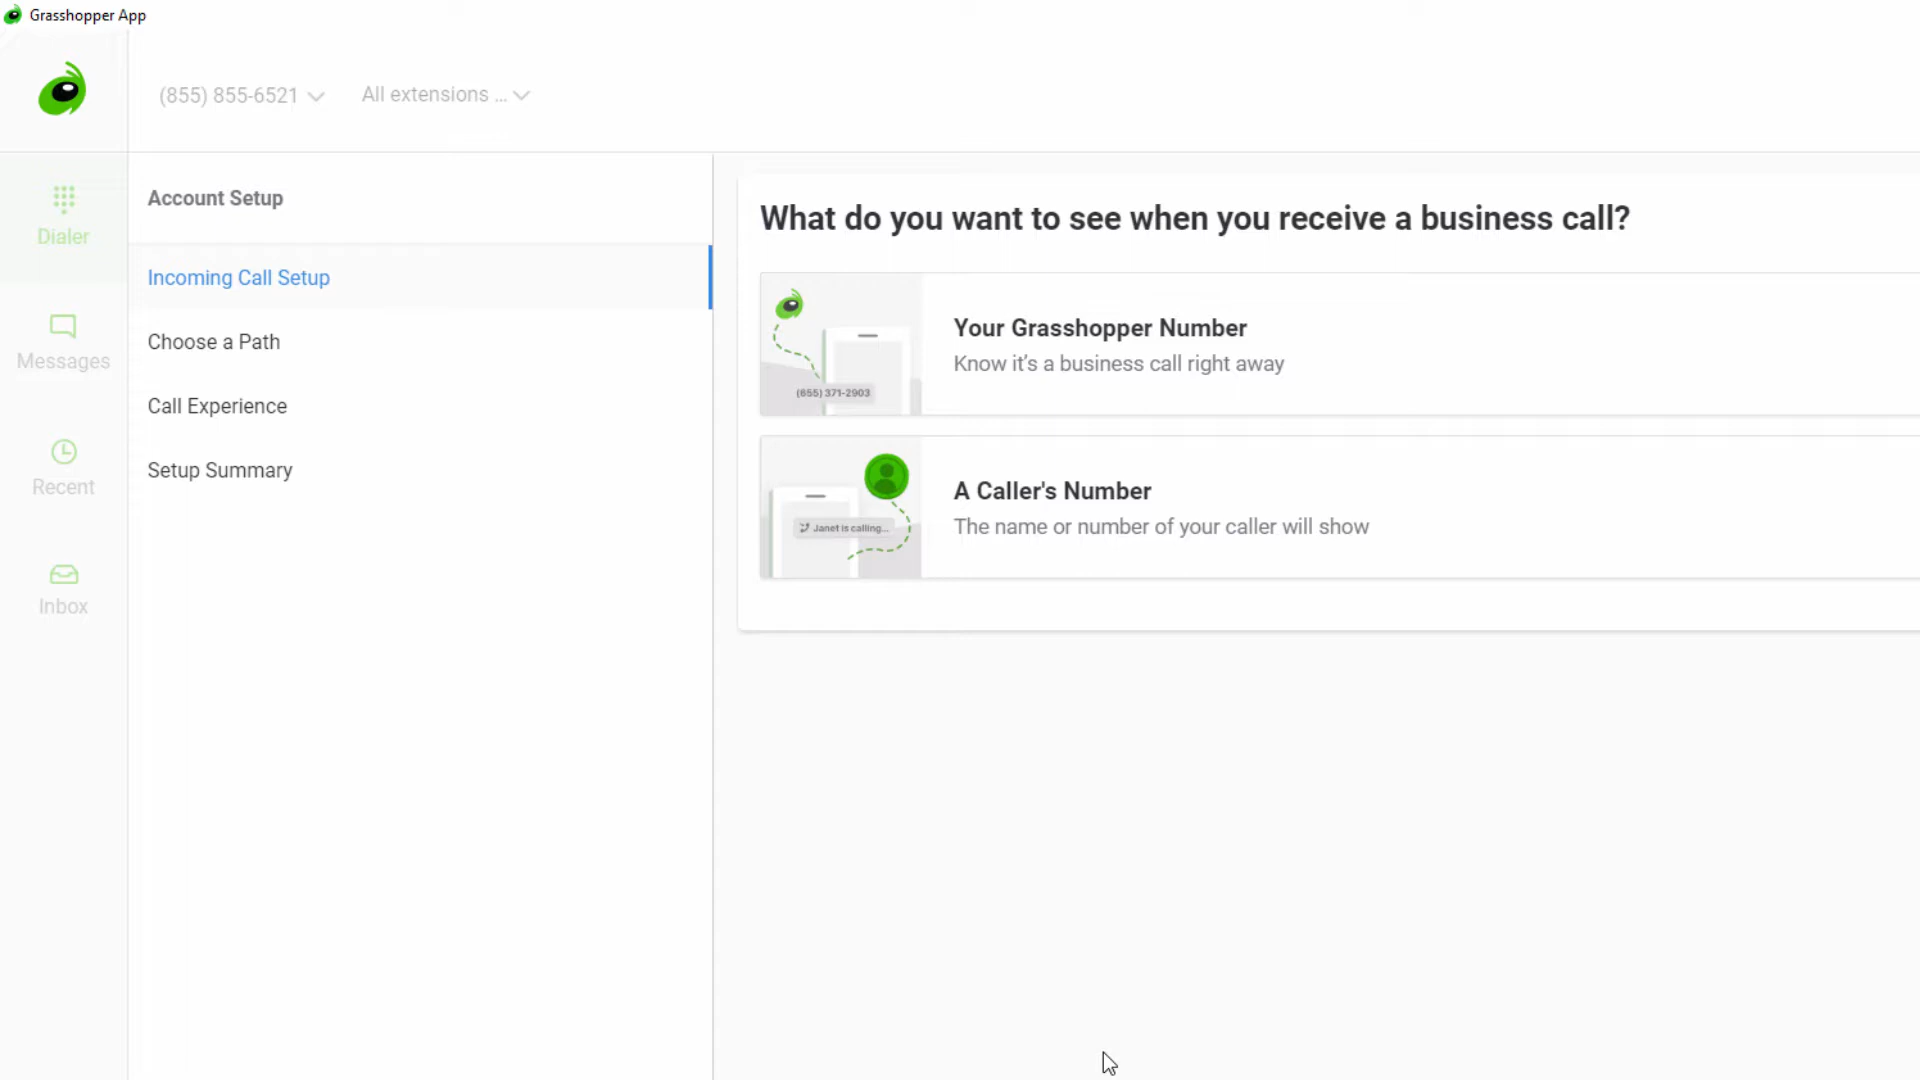 Grasshopper App
(855) 855-6521
All extensions ...
Dialer
Messages
Recent
Inbox
Account Setup
Incoming Call Setup
Choose a Path
Call Experience
Setup Summary
What do you want to see when you receive a business call?
(655) 371-2903
Your Grasshopper Number
Know it's a business call right away
Janet is calling...
A Caller's Number
The name or number of your caller will show